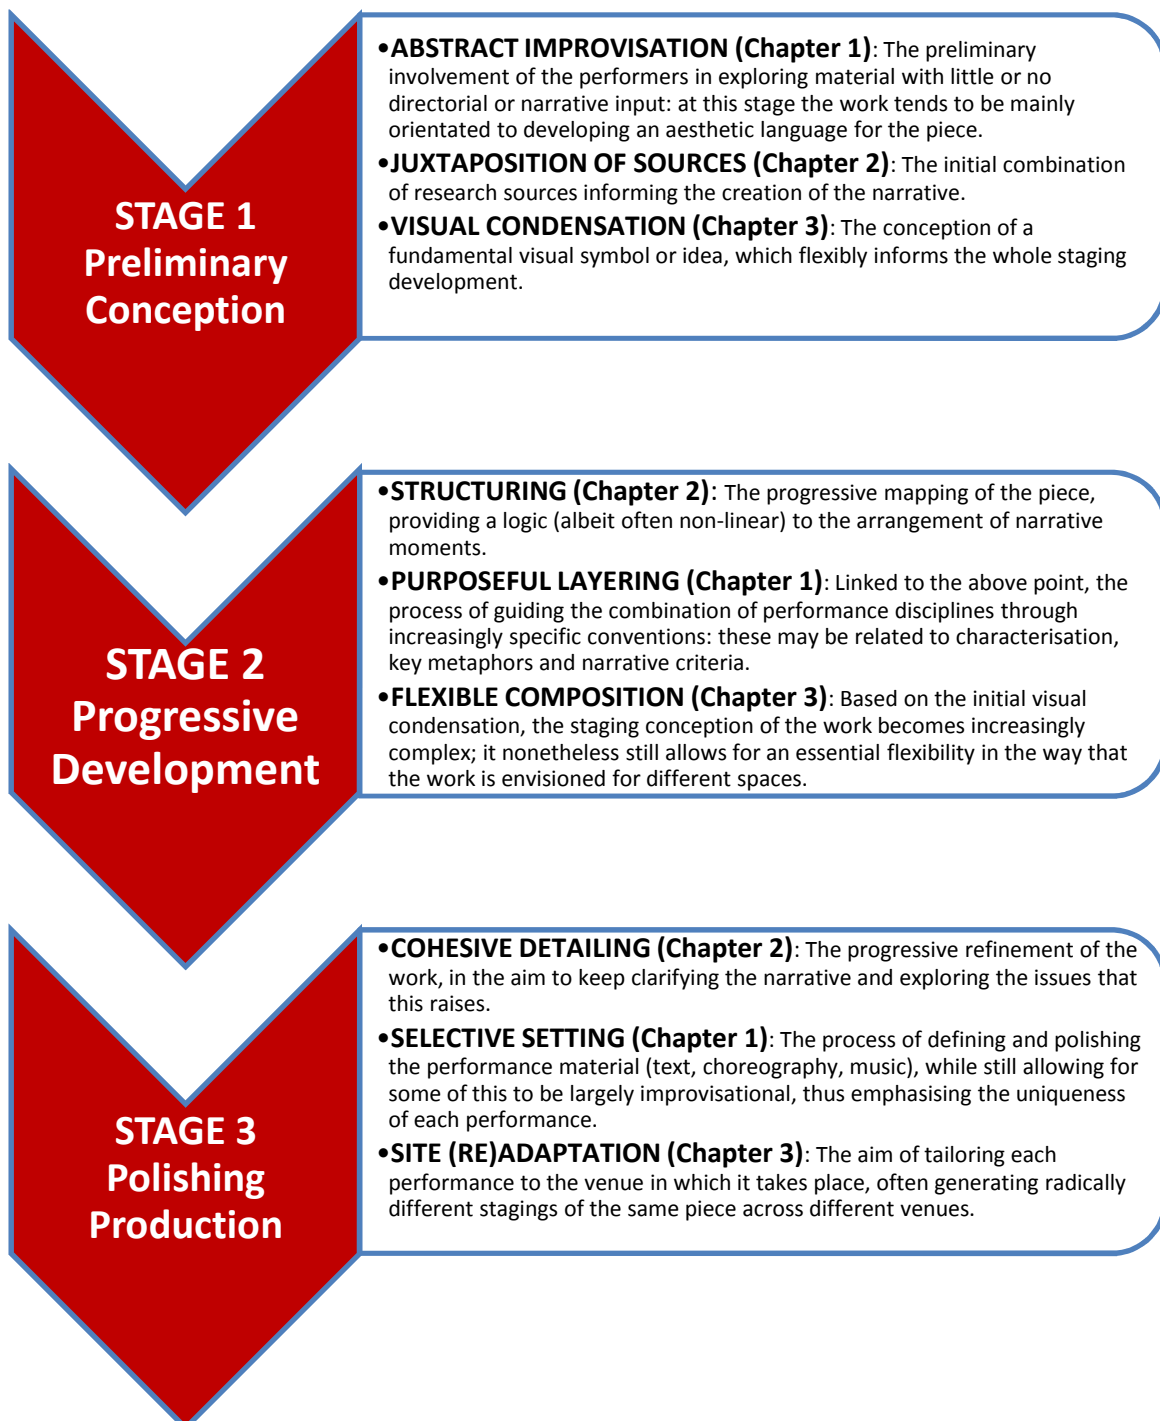 STAGE 1
Preliminary
Conception
•ABSTRACT IMPROVISATION (Chapter 1): The preliminary
involvement of the performers in exploring material with little or no
directorial or narrative input: at this stage the work tends to be mainly
orientated to developing an aesthetic language for the piece.
•JUXTAPOSITION OF SOURCES (Chapter 2): The initial combination
of research sources informing the creation of the narrative.
•VISUAL CONDENSATION (Chapter 3): The conception of a
fundamental visual symbol or idea, which flexibly informs the whole staging
development.
STAGE 2
Progressive
Development
•STRUCTURING (Chapter 2): The progressive mapping of the piece,
providing a logic (albeit often non-linear) to the arrangement of narrative
moments.
•PURPOSEFUL LAYERING (Chapter 1): Linked to the above point, the
process of guiding the combination of performance disciplines through
increasingly specific conventions: these may be related to characterisation,
key metaphors and narrative criteria.
•FLEXIBLE COMPOSITION (Chapter 3): Based on the initial visual
condensation, the staging conception of the work becomes increasingly
complex; it nonetheless still allows for an essential flexibility in the way that
the work is envisioned for different spaces.
STAGE 3
Polishing
Production
•COHESIVE DETAILING (Chapter 2): The progressive refinement of the
work, in the aim to keep clarifying the narrative and exploring the issues that
this raises.
•SELECTIVE SETTING (Chapter 1): The process of defining and polishing
the performance material (text, choreography, music), while still allowing for
some of this to be largely improvisational, thus emphasising the uniqueness
of each performance.
•SITE (RE)ADAPTATION (Chapter 3): The aim of tailoring each
performance to the venue in which it takes place, often generating radically
different stagings of the same piece across different venues.